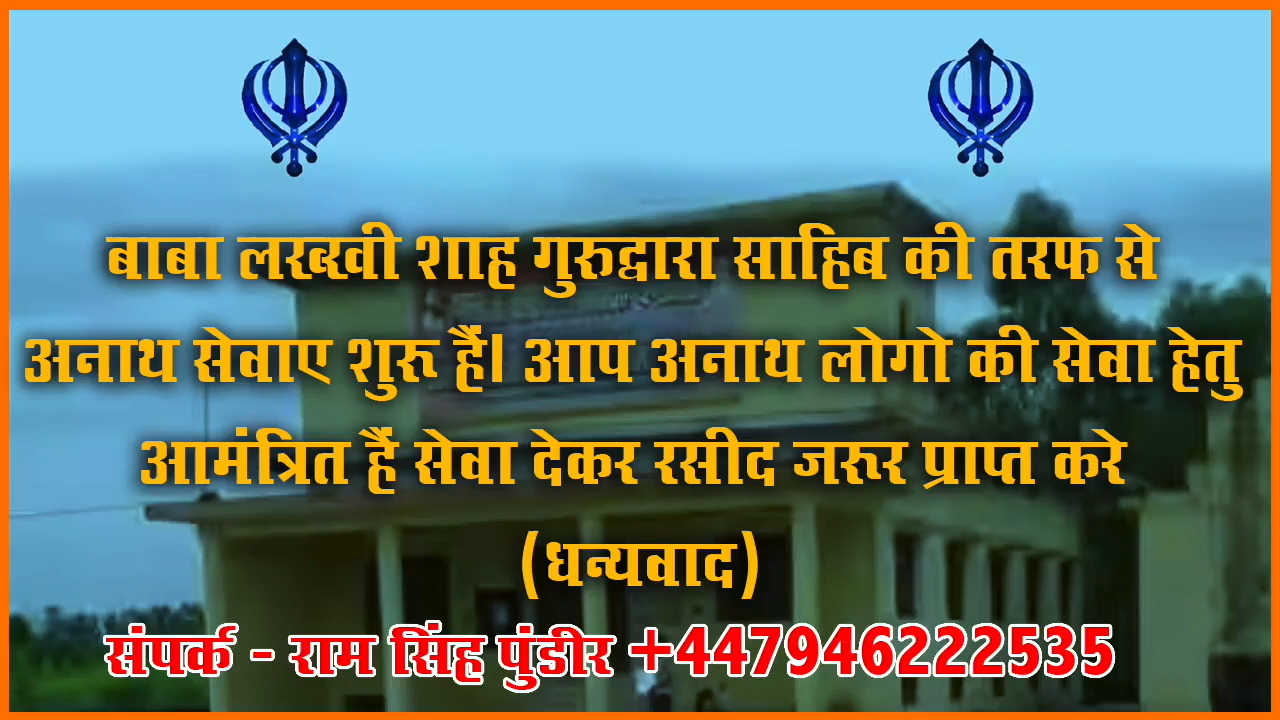 बाबा लख्खी शाह गुरुद्वारा साहिब की तरफ से
अनाथ सेवाए शुरू हैं। आप अनाथ लोगो की सेवा हेतु
आमंत्रित हैं सेवा देकर रसीद जरूर प्राप्त करे
(धन्यवाद)
संपर्क - राम सिंह पुंडीर +447946222535